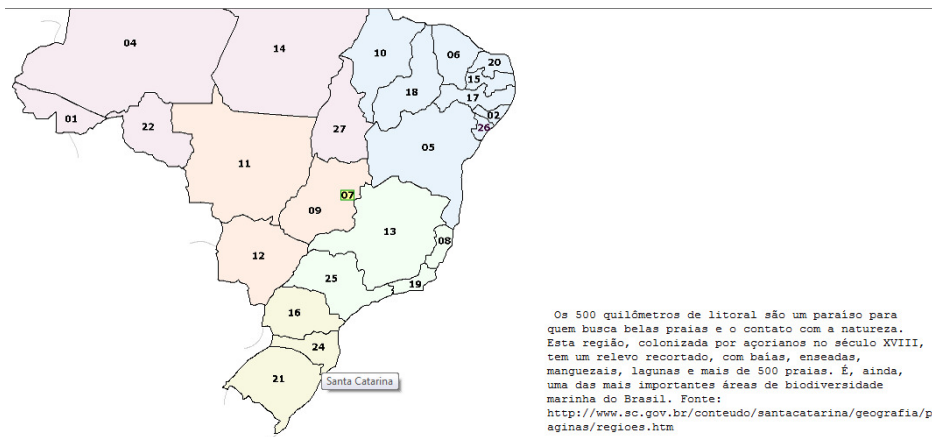 04
14
10
06
20
15
18
17
02
01
22
27
26
05
11
07
09
13
08
12
25
19
16
24
21
Santa Catarina
Os 500 quilômetros de litoral são um paraíso para
quem busca belas praias e o contato com a natureza.
Esta região, colonizada por açorianos no século XVIII,
tem um relevo recortado, com baías, enseadas,
manguezais, lagunas e mais de 500 praias. É, ainda,
uma das mais importantes áreas de biodiversidade
marinha do Brasil. Fonte:
http://www.sc.gov.br/conteudo/santacatarina/geografia/p
aginas/regioes.htm